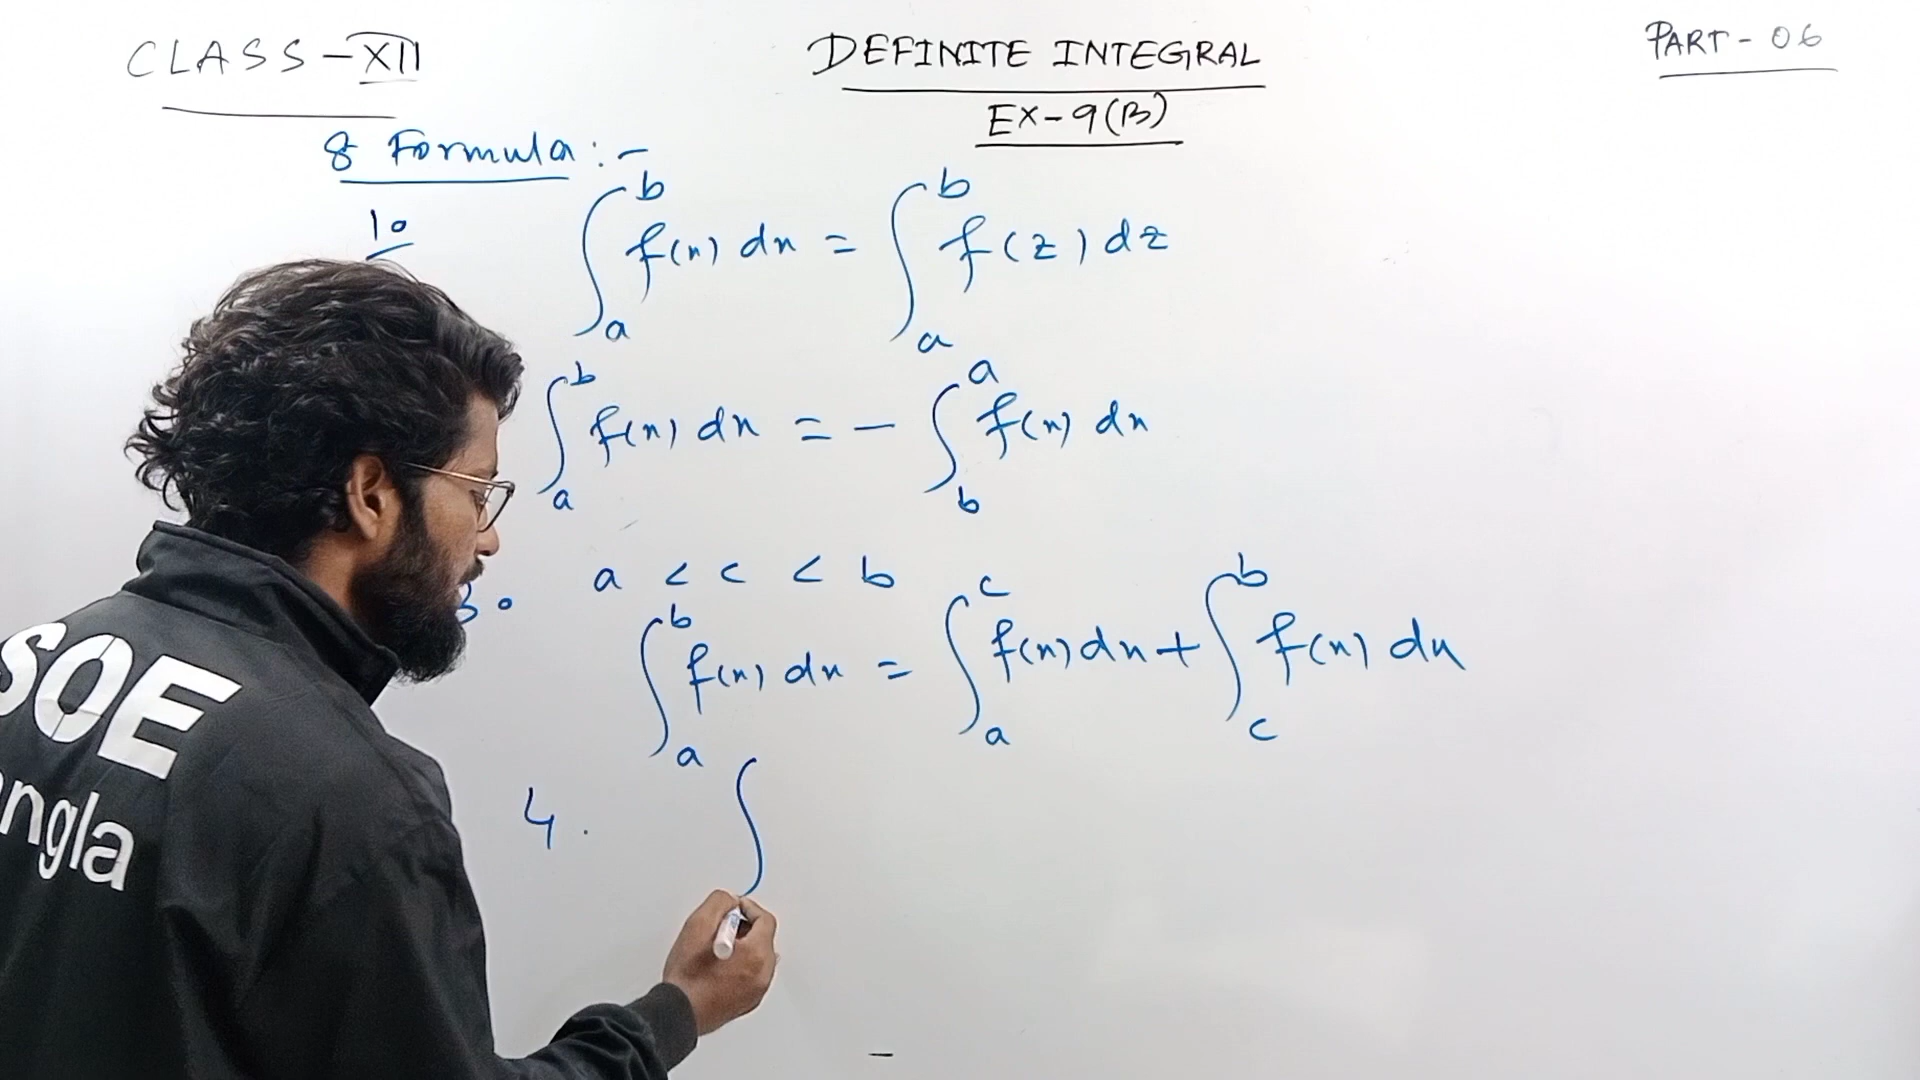 CLASS-XII
DEFINITE INTEGRAL
PART-06
EX-9(B)
8 Formula:-
1. ∫_a^b f(x) dx = ∫_a^b f(z) dz
∫_a^b f(x) dx = - ∫_b^a f(x) dx
3. a < c < b
∫_a^b f(x) dx = ∫_a^c f(x) dx + ∫_c^b f(x) dx
4. ∫
SOE
angla